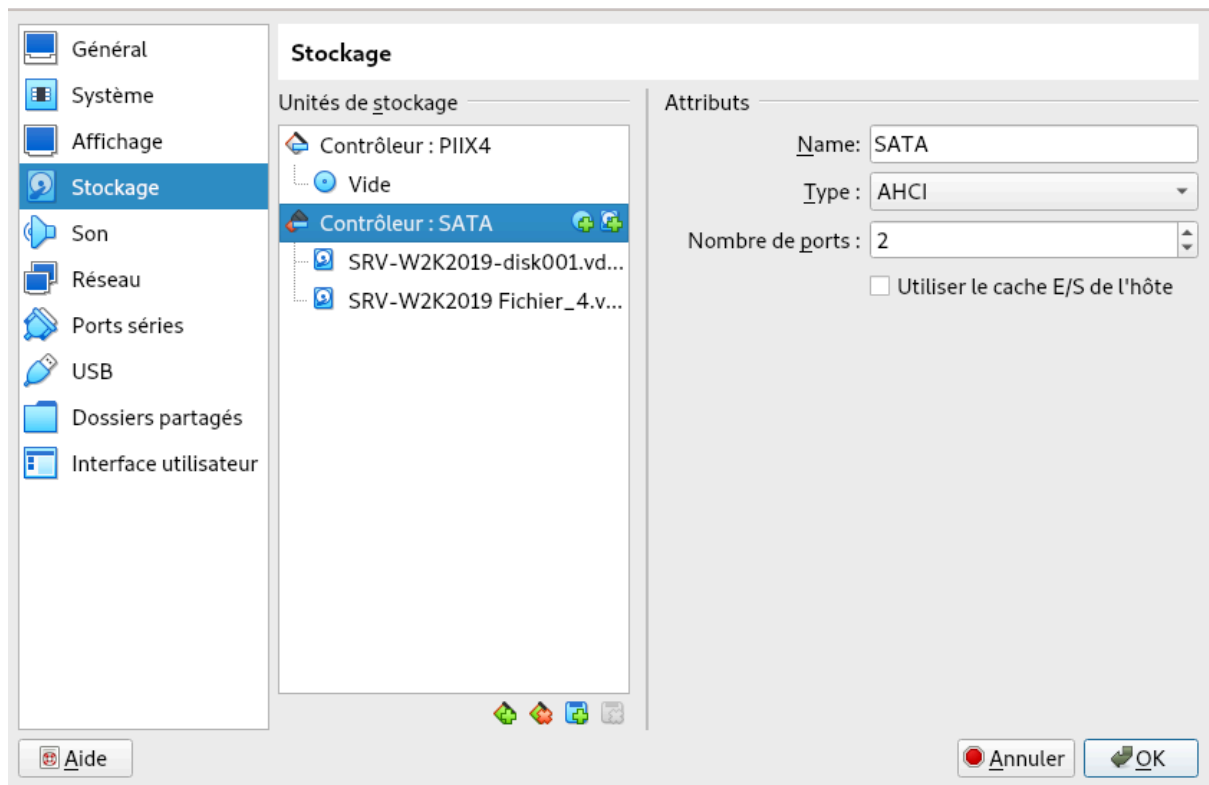 Général
Système
Affichage
Stockage
Son
Réseau
Ports séries
USB
Dossiers partagés
Interface utilisateur
Stockage
Unités de stockage
Contrôleur : PIIX4
Vide
Contrôleur : SATA
SRV-W2K2019-disk001.vd...
SRV-W2K2019 Fichier_4.v...
Attributs
Name: SATA
Type : AHCI
Nombre de ports : 2
Utiliser le cache E/S de l'hôte
Aide
Annuler
OK